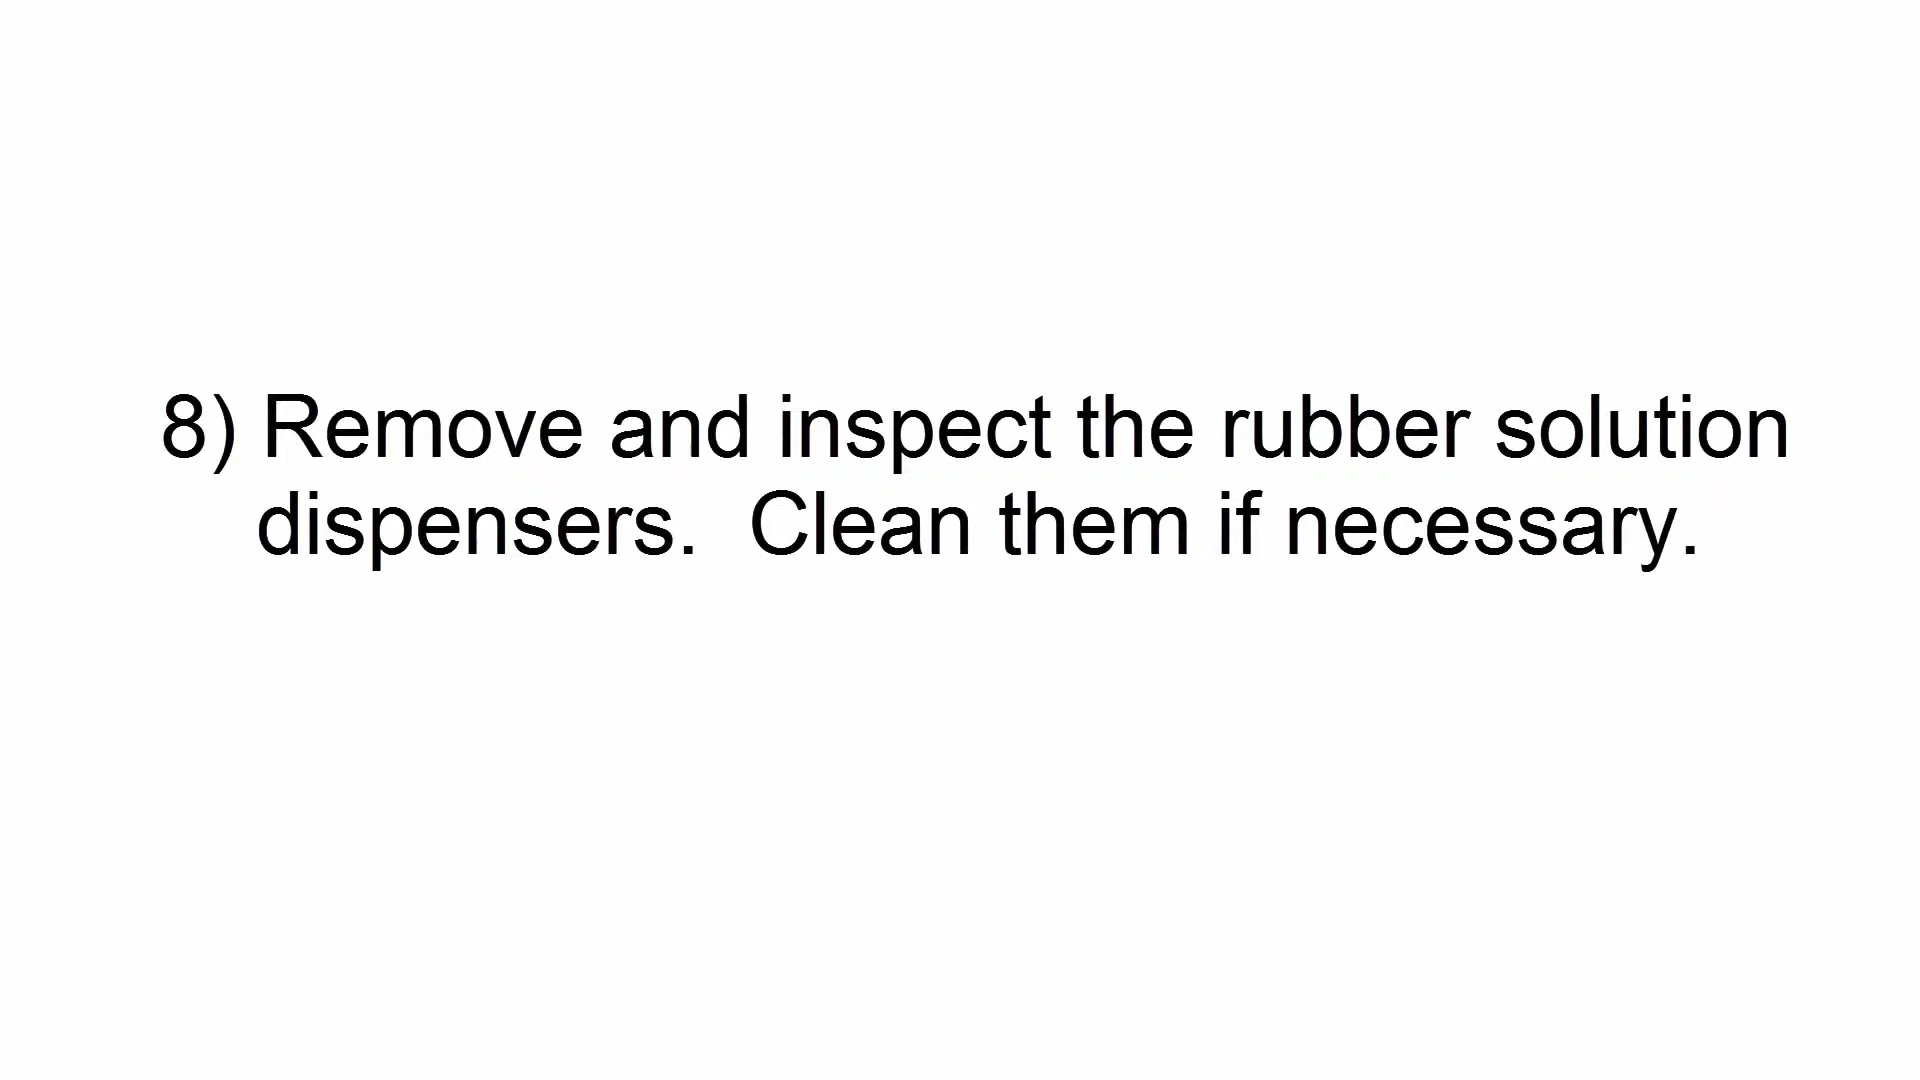 8) Remove and inspect the rubber solution
dispensers.  Clean them if necessary.